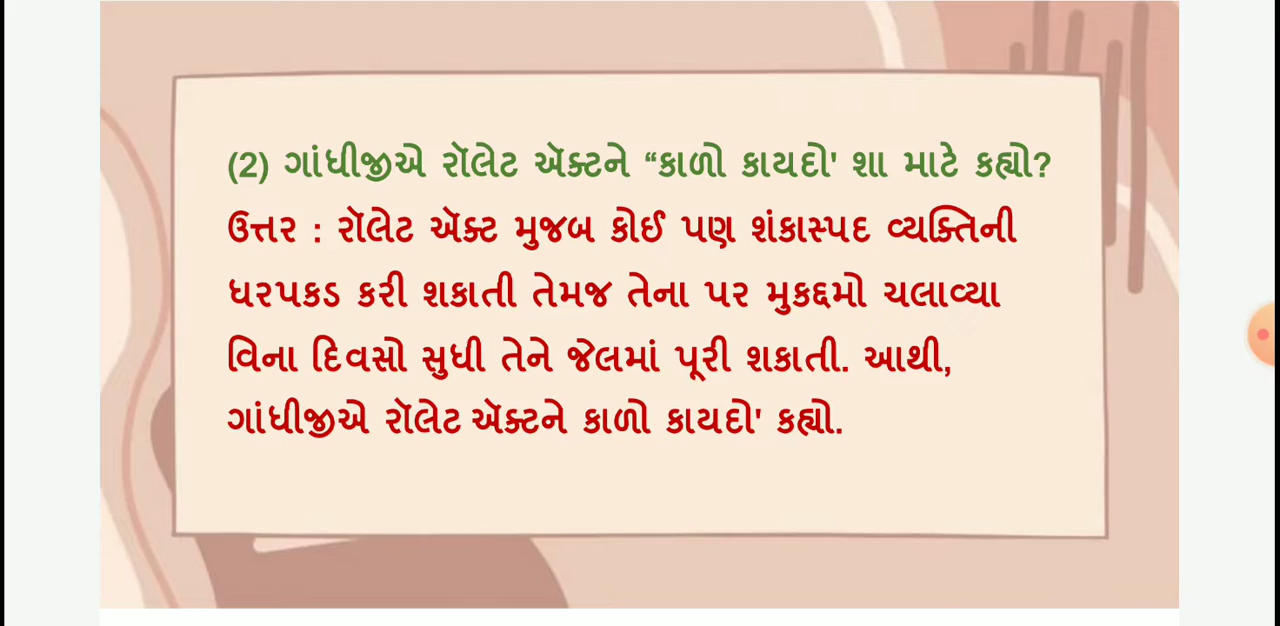 (2) ગાંધીજીએ રૉલેટ ઍક્ટને “કાળો કાયદો' શા માટે કહ્યો?
ઉત્તર : રૉલેટ ઍક્ટ મુજબ કોઈ પણ શંકાસ્પદ વ્યક્તિની
ધરપકડ કરી શકાતી તેમજ તેના પર મુકદ્દમો ચલાવ્યા
વિના દિવસો સુધી તેને જેલમાં પૂરી શકાતી. આથી,
ગાંધીજીએ રૉલેટ ઍક્ટને કાળો કાયદો' કહ્યો.